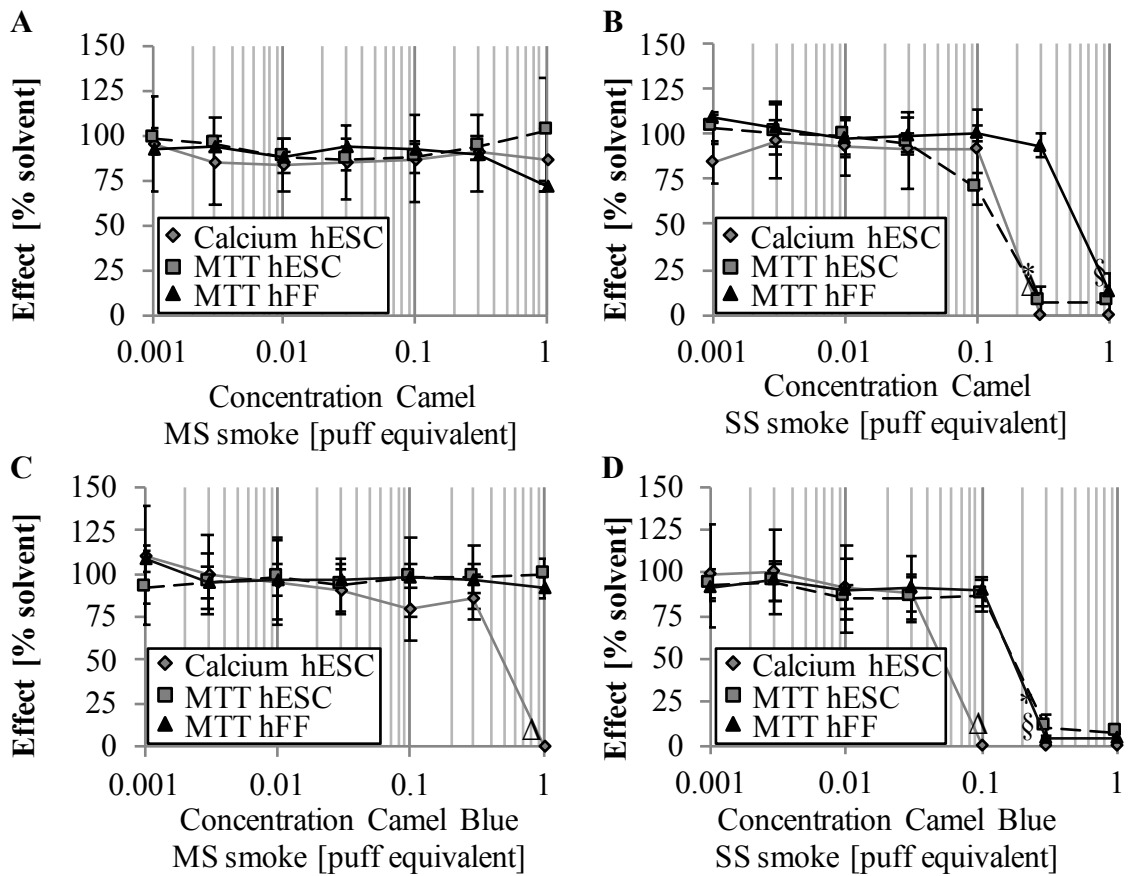 A
Effect [% solvent]
150
125
100
75
50
25
0
Calcium hESC
MTT hESC
MTT hFF
0.001 0.01 0.1 1
Concentration Camel
MS smoke [puff equivalent]
B
Effect [% solvent]
150
125
100
75
50
25
0
Calcium hESC
MTT hESC
MTT hFF
*
Δ
§
0.001 0.01 0.1 1
Concentration Camel
SS smoke [puff equivalent]
C
Effect [% solvent]
150
125
100
75
50
25
0
Calcium hESC
MTT hESC
MTT hFF
Δ
0.001 0.01 0.1 1
Concentration Camel Blue
MS smoke [puff equivalent]
D
Effect [% solvent]
150
125
100
75
50
25
0
Calcium hESC
MTT hESC
MTT hFF
Δ
*
§
0.001 0.01 0.1 1
Concentration Camel Blue
SS smoke [puff equivalent]